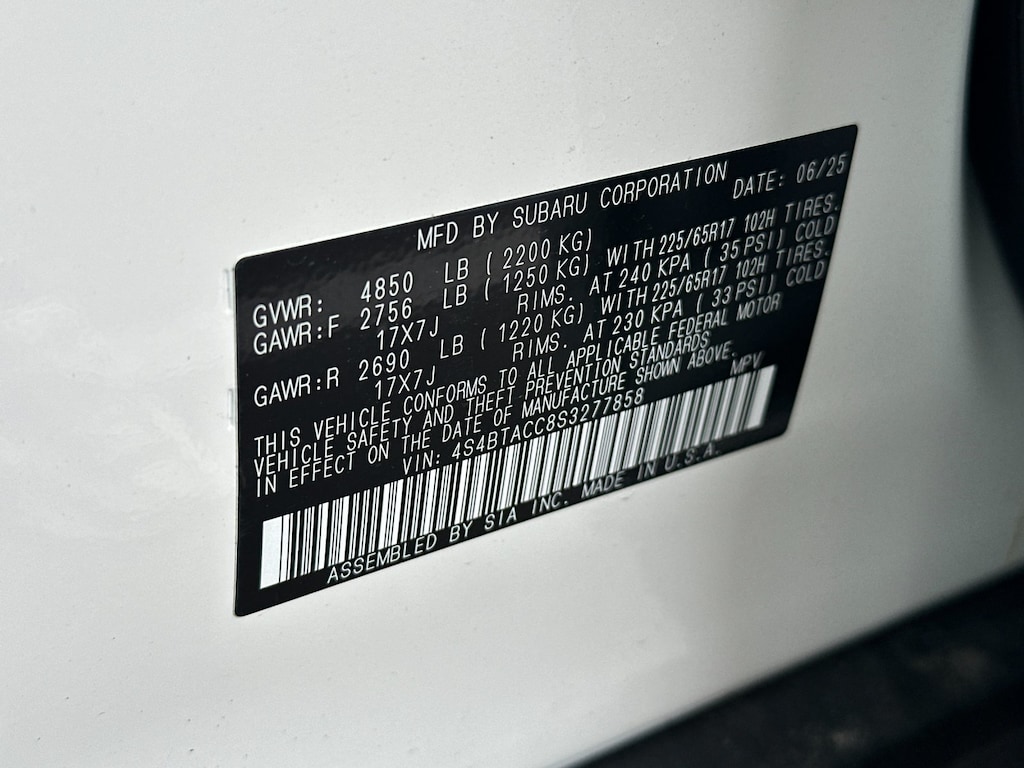 MFD BY SUBARU CORPORATION DATE: 06/25
GVWR: 4850 LB ( 2200 KG)
GAWR:F 2756 LB ( 1250 KG) WITH 225/65R17 102H TIRES.
17X7J RIMS. AT 240 KPA ( 35 PSI) COLD
GAWR:R 2690 LB ( 1220 KG) WITH 225/65R17 102H TIRES.
17X7J RIMS. AT 230 KPA ( 33 PSI) COLD
THIS VEHICLE CONFORMS TO ALL APPLICABLE FEDERAL MOTOR
VEHICLE SAFETY AND THEFT PREVENTION STANDARDS
IN EFFECT ON THE DATE OF MANUFACTURE SHOWN ABOVE.
VIN: 4S4BTACC8S3277858 MPV
ASSEMBLED BY SIA INC. MADE IN U.S.A.